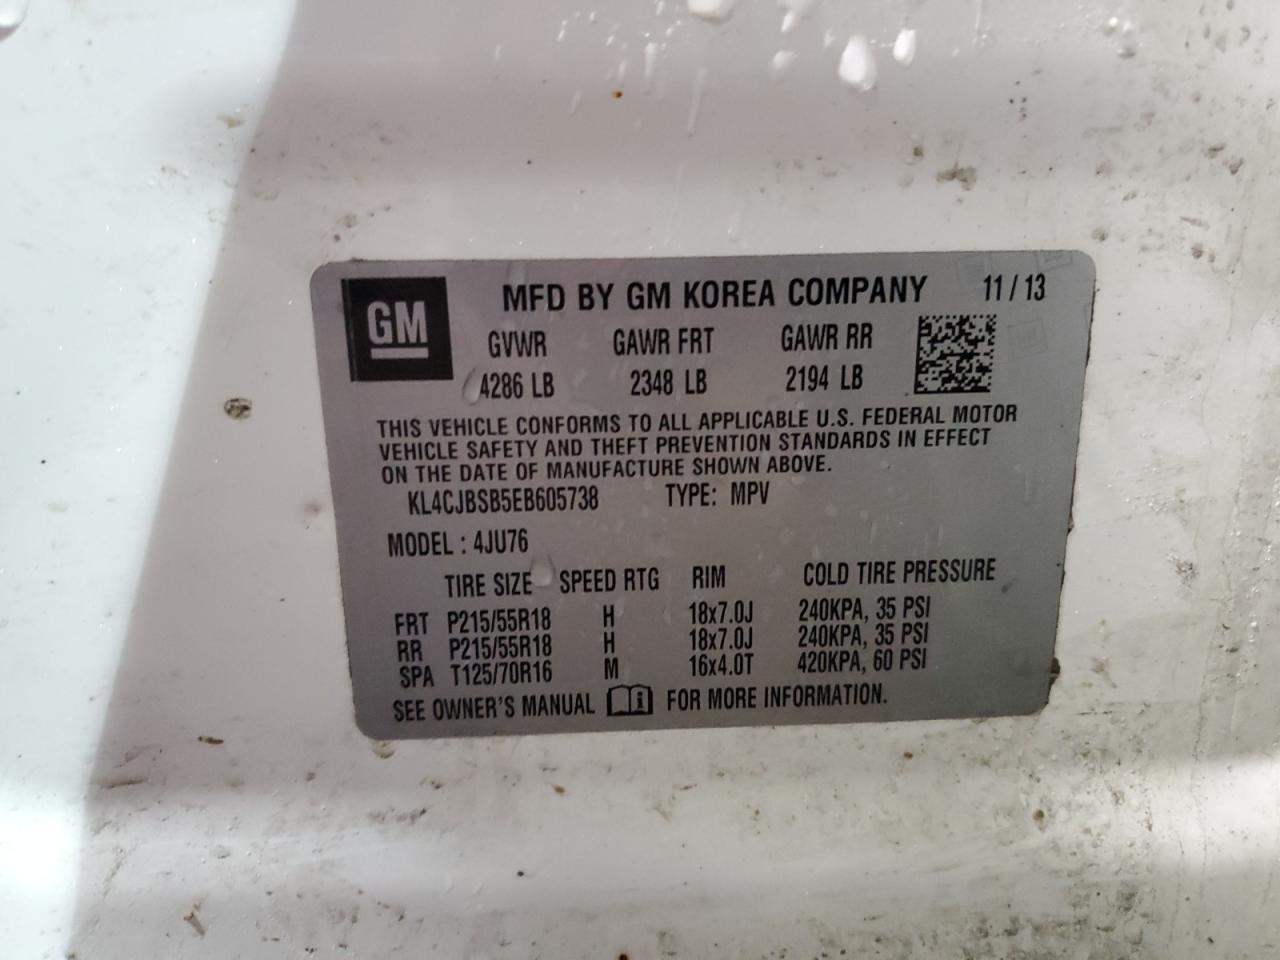 GM
MFD BY GM KOREA COMPANY 11/13
GVWR GAWR FRT GAWR RR
4286 LB 2348 LB 2194 LB
THIS VEHICLE CONFORMS TO ALL APPLICABLE U.S. FEDERAL MOTOR
VEHICLE SAFETY AND THEFT PREVENTION STANDARDS IN EFFECT
ON THE DATE OF MANUFACTURE SHOWN ABOVE.
KL4CJBSB5EB605738 TYPE: MPV
MODEL : 4JU76
TIRE SIZE SPEED RTG RIM COLD TIRE PRESSURE
FRT P215/55R18 H 18x7.0J 240KPA, 35 PSI
RR P215/55R18 H 18x7.0J 240KPA, 35 PSI
SPA T125/70R16 M 16x4.0T 420KPA, 60 PSI
SEE OWNER'S MANUAL i FOR MORE INFORMATION.